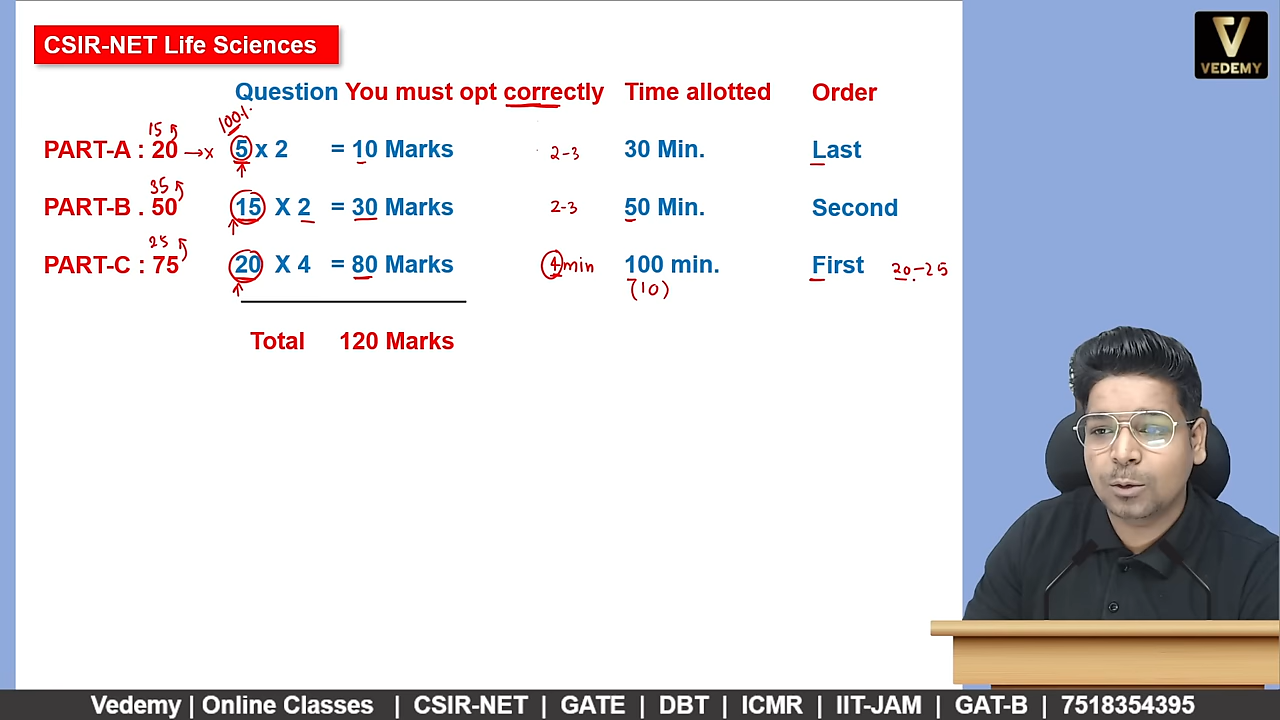 CSIR-NET Life Sciences
VEDEMY
Question You must opt correctly Time allotted Order
100%
15
PART-A : 20 → x 5 x 2 = 10 Marks 2-3 30 Min. Last
35
PART-B . 50 15 X 2 = 30 Marks 2-3 50 Min. Second
25
PART-C : 75 20 X 4 = 80 Marks 4min 100 min. First 20-25
(10)
Total 120 Marks
Vedemy | Online Classes | CSIR-NET | GATE | DBT | ICMR | IIT-JAM | GAT-B | 7518354395